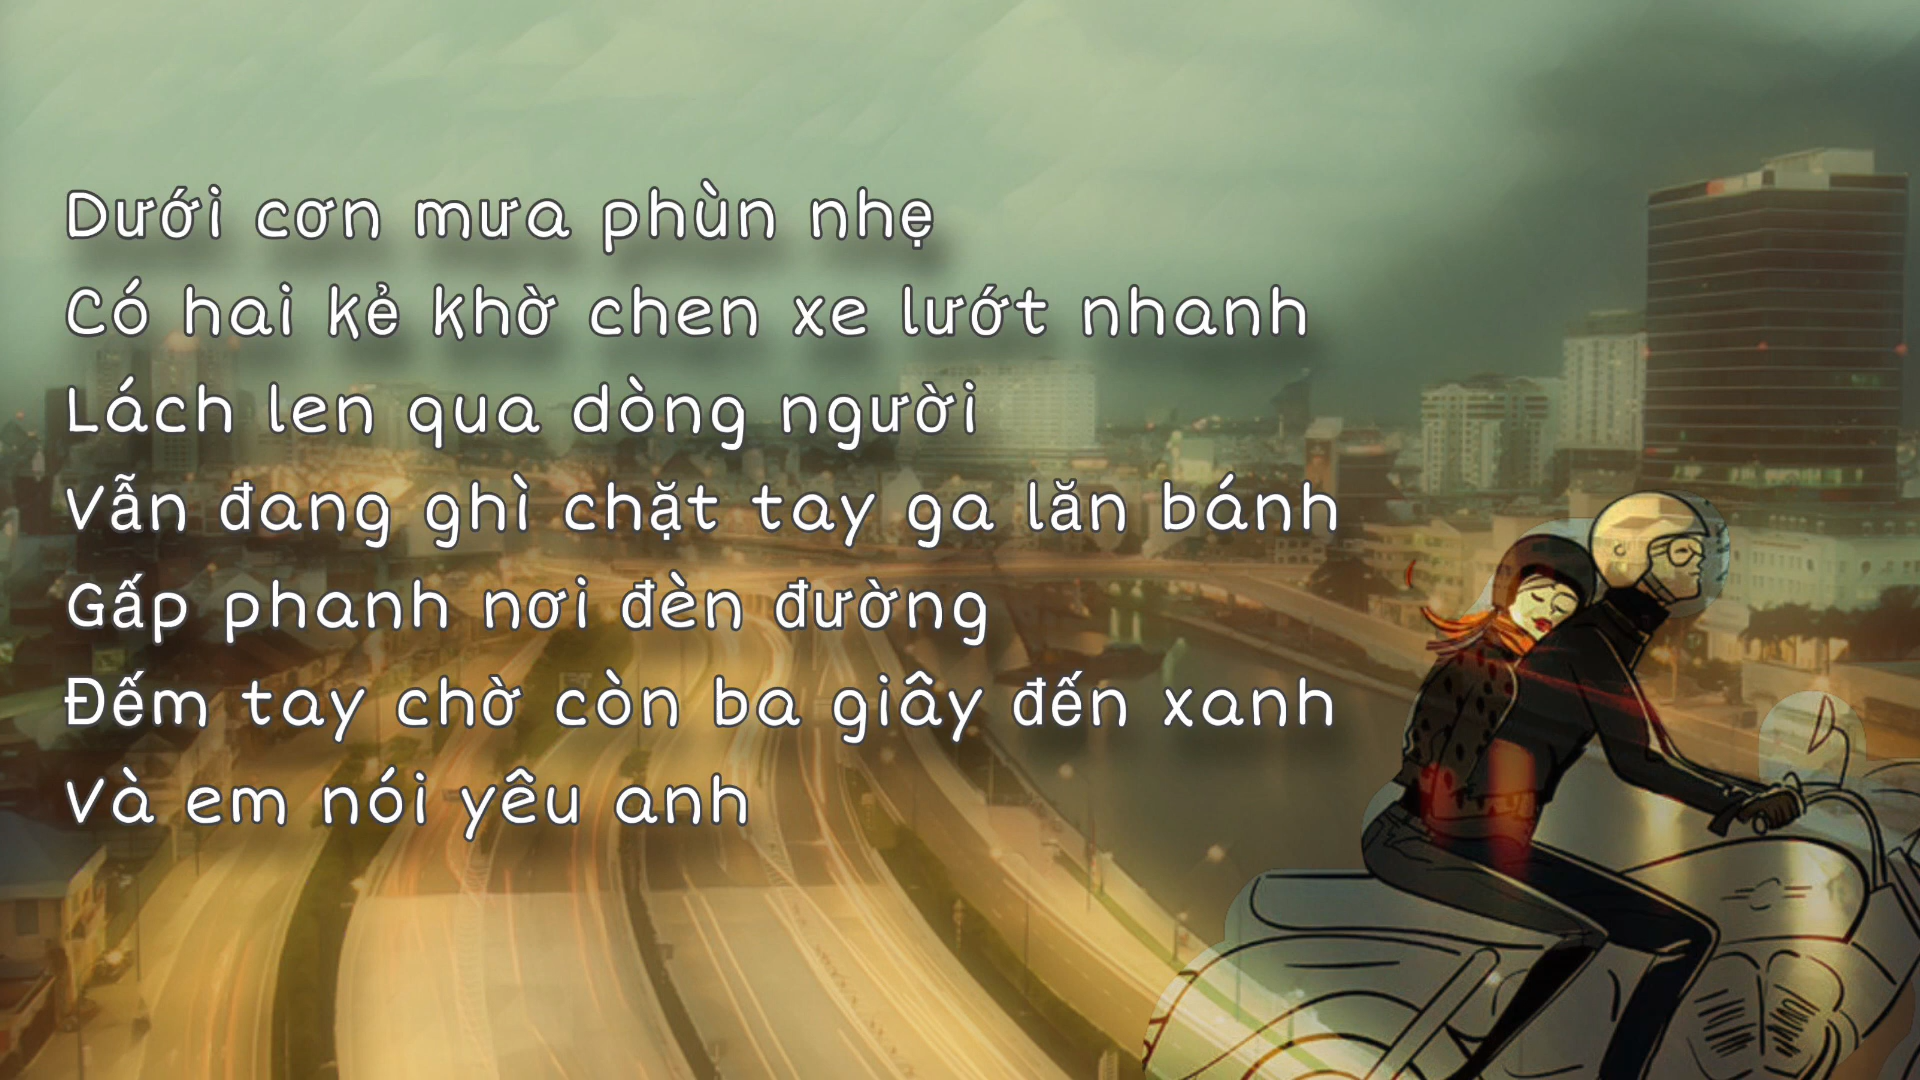 Dưới cơn mưa phùn nhẹ
Có hai kẻ khờ chen xe lướt nhanh
Lách len qua dòng người
Vẫn đang ghì chặt tay ga lăn bánh
Gấp phanh nơi đèn đường
Đếm tay chờ còn ba giây đến xanh
Và em nói yêu anh